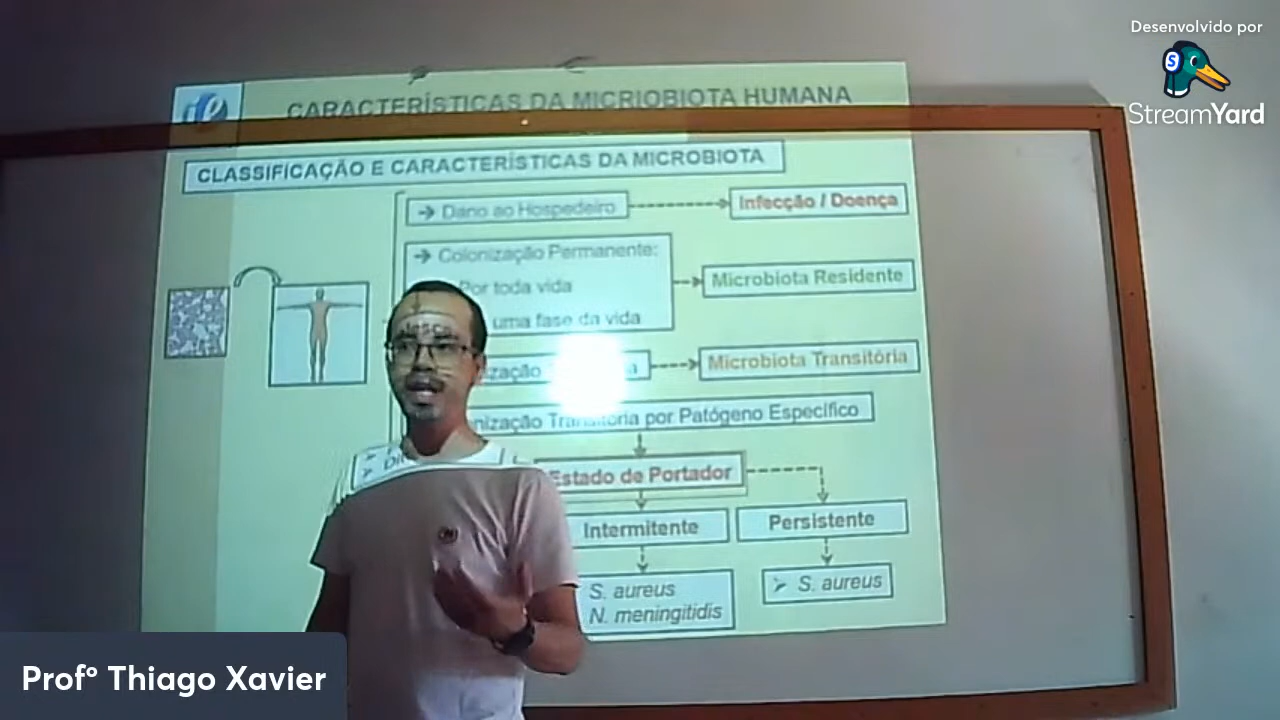 Desenvolvido por
StreamYard
CARACTERÍSTICAS DA MICRIOBIOTA HUMANA
CLASSIFICAÇÃO E CARACTERÍSTICAS DA MICROBIOTA
→ Dano ao Hospedeiro
Infecção / Doença
→ Colonização Permanente:
Por toda vida
uma fase da vida
Microbiota Residente
Microbiota Transitória
Transitória por Patógeno Específico
Estado de Portador
Intermitente
Persistente
S. aureus
N. meningitidis
➢ S. aureus
Profº Thiago Xavier